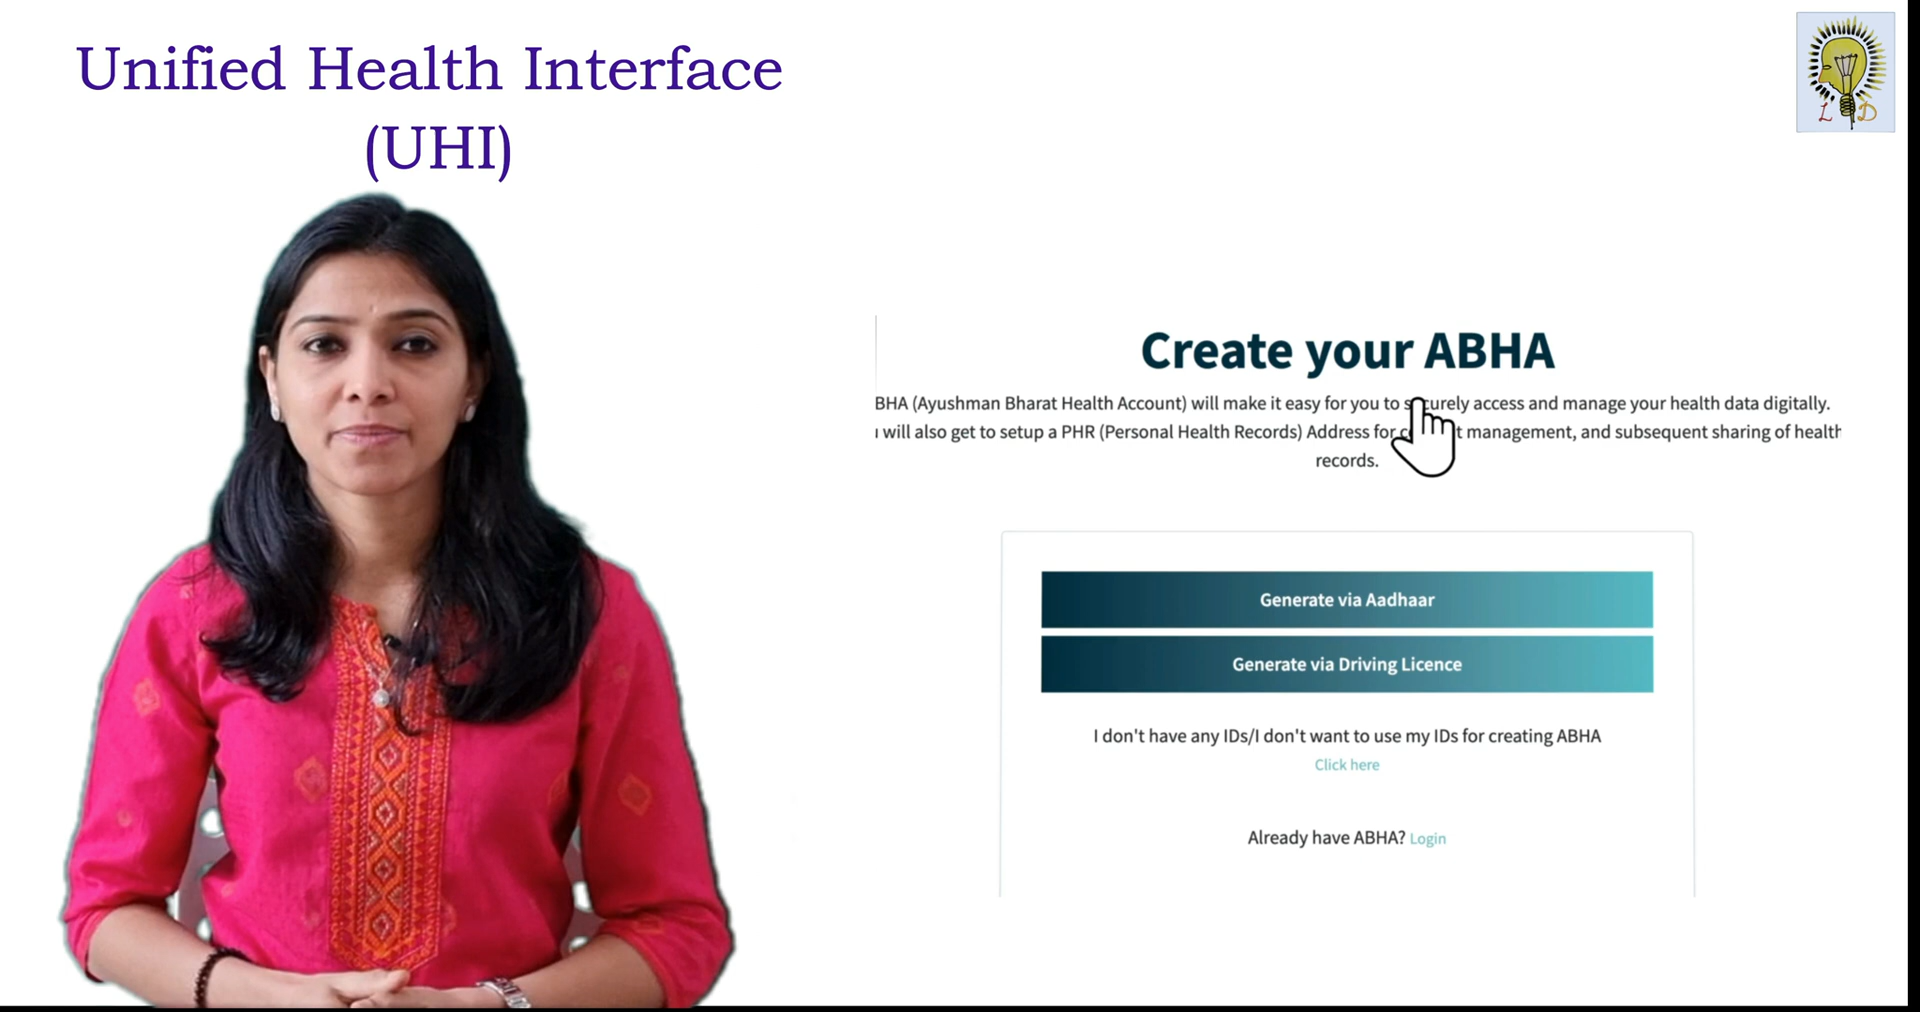 Unified Health Interface
(UHI)
L D
Create your ABHA
BHA (Ayushman Bharat Health Account) will make it easy for you to securely access and manage your health data digitally.
will also get to setup a PHR (Personal Health Records) Address for management, and subsequent sharing of health
records.
Generate via Aadhaar
Generate via Driving Licence
I don't have any IDs/I don't want to use my IDs for creating ABHA
Click here
Already have ABHA? Login